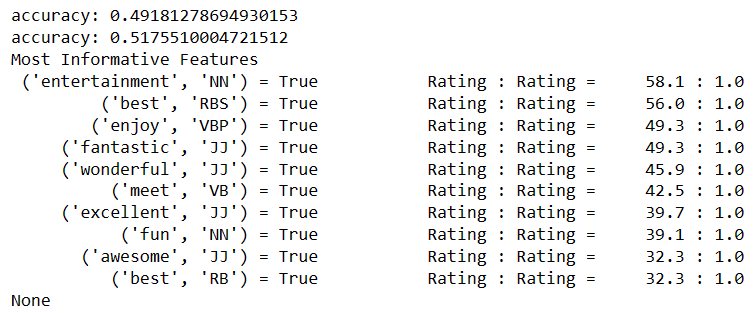 accuracy: 0.49181278694930153
accuracy: 0.5175510004721512
Most Informative Features
('entertainment', 'NN') = True Rating : Rating = 58.1 : 1.0
('best', 'RBS') = True Rating : Rating = 56.0 : 1.0
('enjoy', 'VBP') = True Rating : Rating = 49.3 : 1.0
('fantastic', 'JJ') = True Rating : Rating = 49.3 : 1.0
('wonderful', 'JJ') = True Rating : Rating = 45.9 : 1.0
('meet', 'VB') = True Rating : Rating = 42.5 : 1.0
('excellent', 'JJ') = True Rating : Rating = 39.7 : 1.0
('fun', 'NN') = True Rating : Rating = 39.1 : 1.0
('awesome', 'JJ') = True Rating : Rating = 32.3 : 1.0
('best', 'RB') = True Rating : Rating = 32.3 : 1.0
None